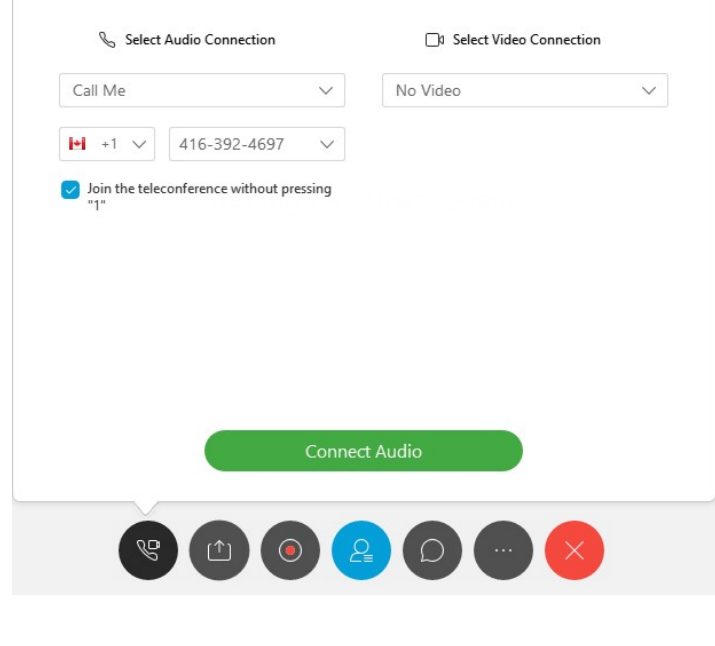 Select Audio Connection
Select Video Connection
Call Me
No Video
+1
416-392-4697
Join the teleconference without pressing
"1"
Connect Audio